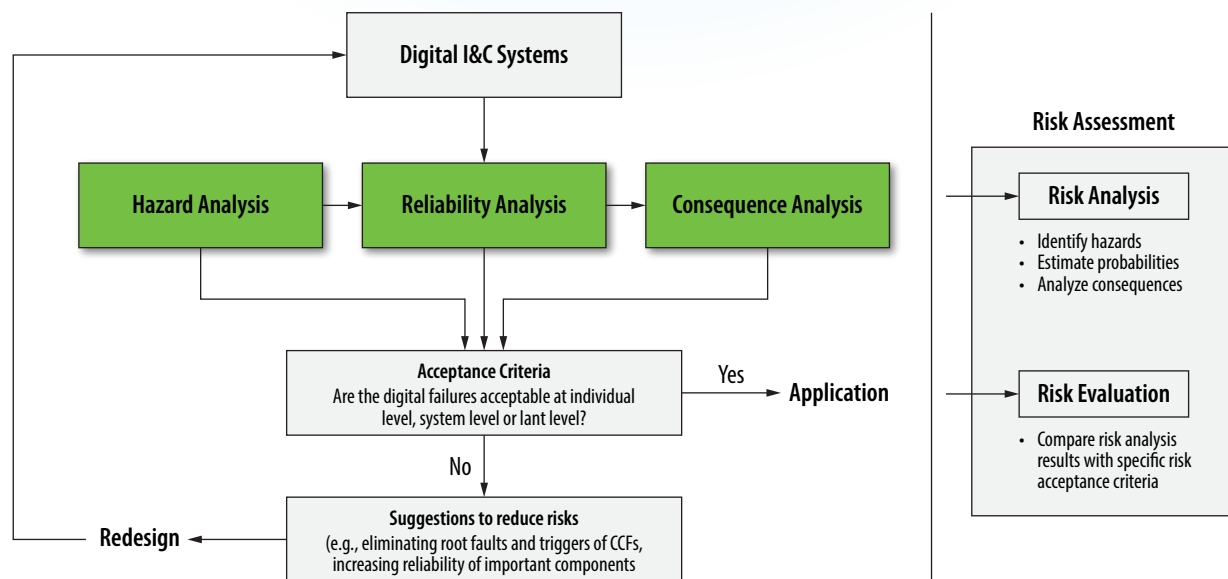 Digital I&C Systems
Hazard Analysis
Reliability Analysis
Consequence Analysis
Acceptance Criteria
Are the digital failures acceptable at individual
level, system level or lant level?
Yes
Application
No
Suggestions to reduce risks
(e.g., eliminating root faults and triggers of CCFs,
increasing reliability of important components
Redesign
Risk Assessment
Risk Analysis
• Identify hazards
• Estimate probabilities
• Analyze consequences
Risk Evaluation
• Compare risk analysis
results with specific risk
acceptance criteria